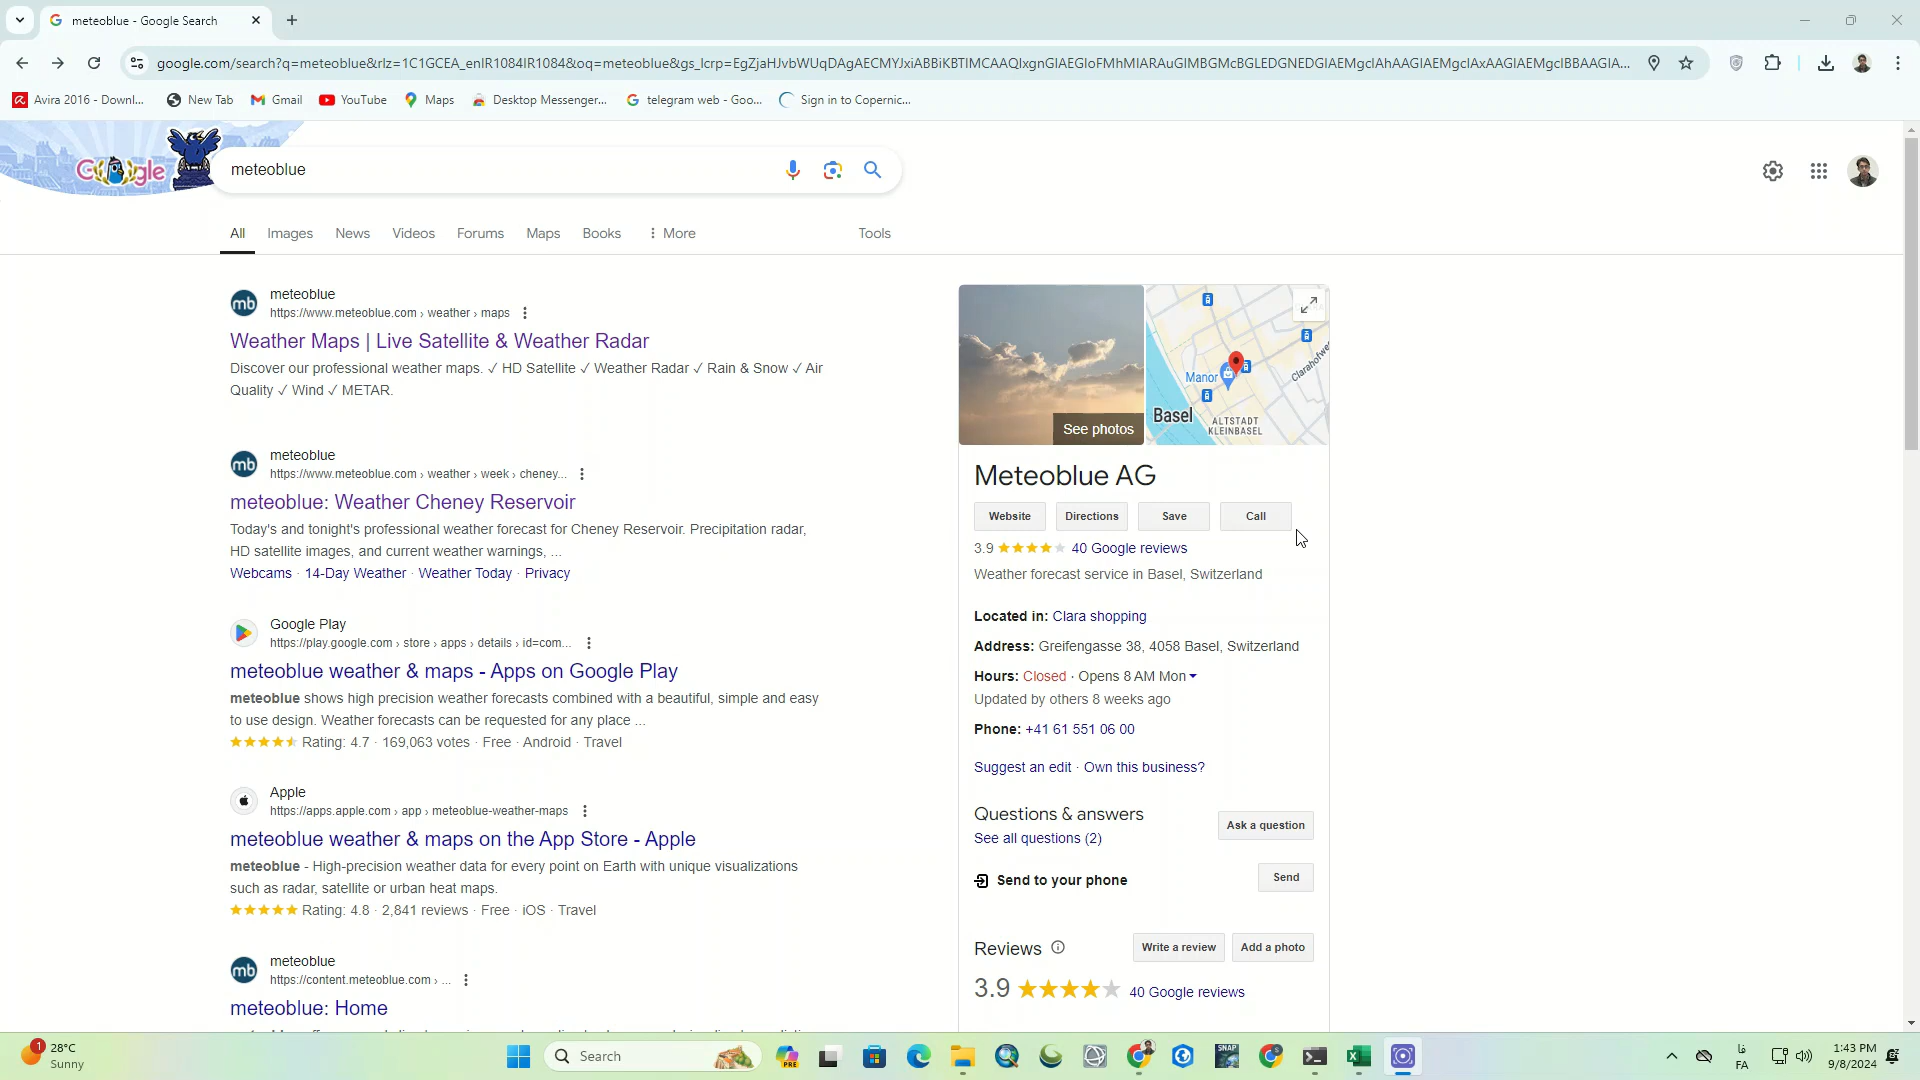 meteoblue - Google Search
google.com/search?q=meteoblue&rlz=1C1GCEA_enIR1084IR1084&oq=meteoblue&gs_lcrp=EgZjaHJvbWUqDAgAECMYJxiABBiKBTIMCAAQIxgnGIAEGIoFMhMIARAuGIMBGMcBGLEDGNEDGIAEMgcIAhAAGIAEMgcIAxAAGIAEMgcIBBAAGIA...
Avira 2016 - Downl...
New Tab
Gmail
YouTube
Maps
Desktop Messenger...
telegram web - Goo...
Sign in to Copernic...
Google
meteoblue
All
Images
News
Videos
Forums
Maps
Books
More
Tools
mb
meteoblue
https://www.meteoblue.com › weather › maps
Weather Maps | Live Satellite & Weather Radar
Discover our professional weather maps. ✓ HD Satellite ✓ Weather Radar ✓ Rain & Snow ✓ Air
Quality ✓ Wind ✓ METAR.
mb
meteoblue
https://www.meteoblue.com › weather › week › cheney...
meteoblue: Weather Cheney Reservoir
Today's and tonight's professional weather forecast for Cheney Reservoir. Precipitation radar,
HD satellite images, and current weather warnings, ...
Webcams · 14-Day Weather · Weather Today · Privacy
Google Play
https://play.google.com › store › apps › details › id=com...
meteoblue weather & maps - Apps on Google Play
meteoblue shows high precision weather forecasts combined with a beautiful, simple and easy
to use design. Weather forecasts can be requested for any place ...
Rating: 4.7 · 169,063 votes · Free · Android · Travel
Apple
https://apps.apple.com › app › meteoblue-weather-maps
meteoblue weather & maps on the App Store - Apple
meteoblue - High-precision weather data for every point on Earth with unique visualizations
such as radar, satellite or urban heat maps.
Rating: 4.8 · 2,841 reviews · Free · iOS · Travel
mb
meteoblue
https://content.meteoblue.com › ...
meteoblue: Home
See photos
Manor
Clarahofwe
Basel
ALTSTADT
KLEINBASEL
Meteoblue AG
Website
Directions
Save
Call
3.9
40 Google reviews
Weather forecast service in Basel, Switzerland
Located in: Clara shopping
Address: Greifengasse 38, 4058 Basel, Switzerland
Hours: Closed · Opens 8 AM Mon
Updated by others 8 weeks ago
Phone: +41 61 551 06 00
Suggest an edit · Own this business?
Questions & answers
See all questions (2)
Ask a question
Send to your phone
Send
Reviews
Write a review
Add a photo
3.9
40 Google reviews
1
28°C
Sunny
Search
PRE
SNAP
فا
FA
1:43 PM
9/8/2024